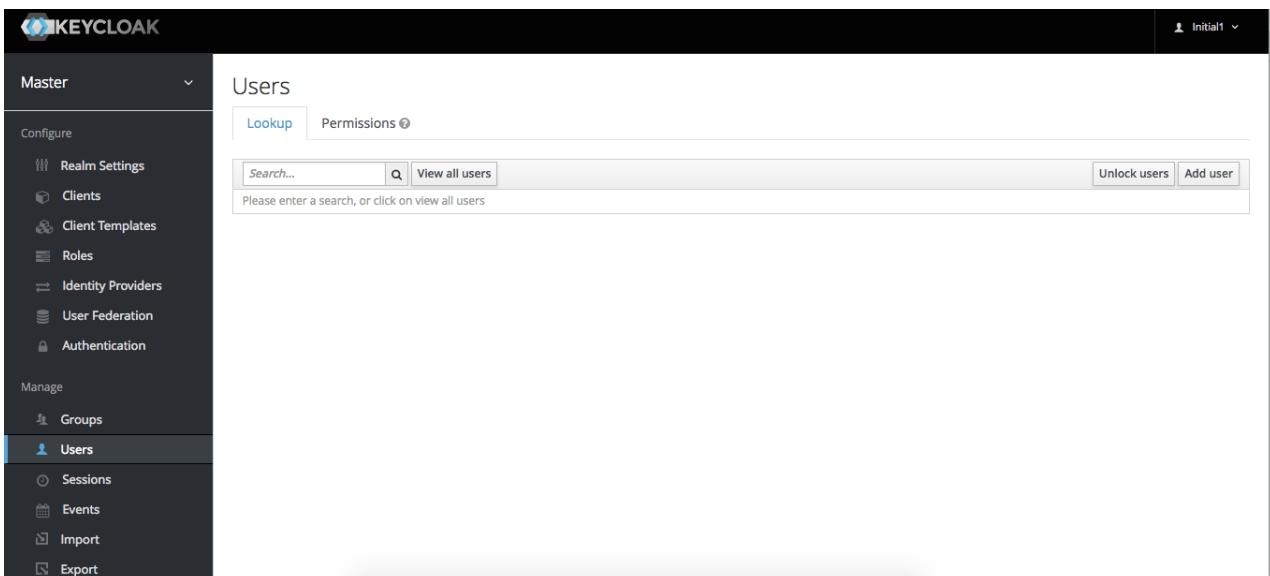 KEYCLOAK
Initial1
Master
Configure
Realm Settings
Clients
Client Templates
Roles
Identity Providers
User Federation
Authentication
Manage
Groups
Users
Sessions
Events
Import
Export
Users
Lookup Permissions
Search... View all users Unlock users Add user
Please enter a search, or click on view all users